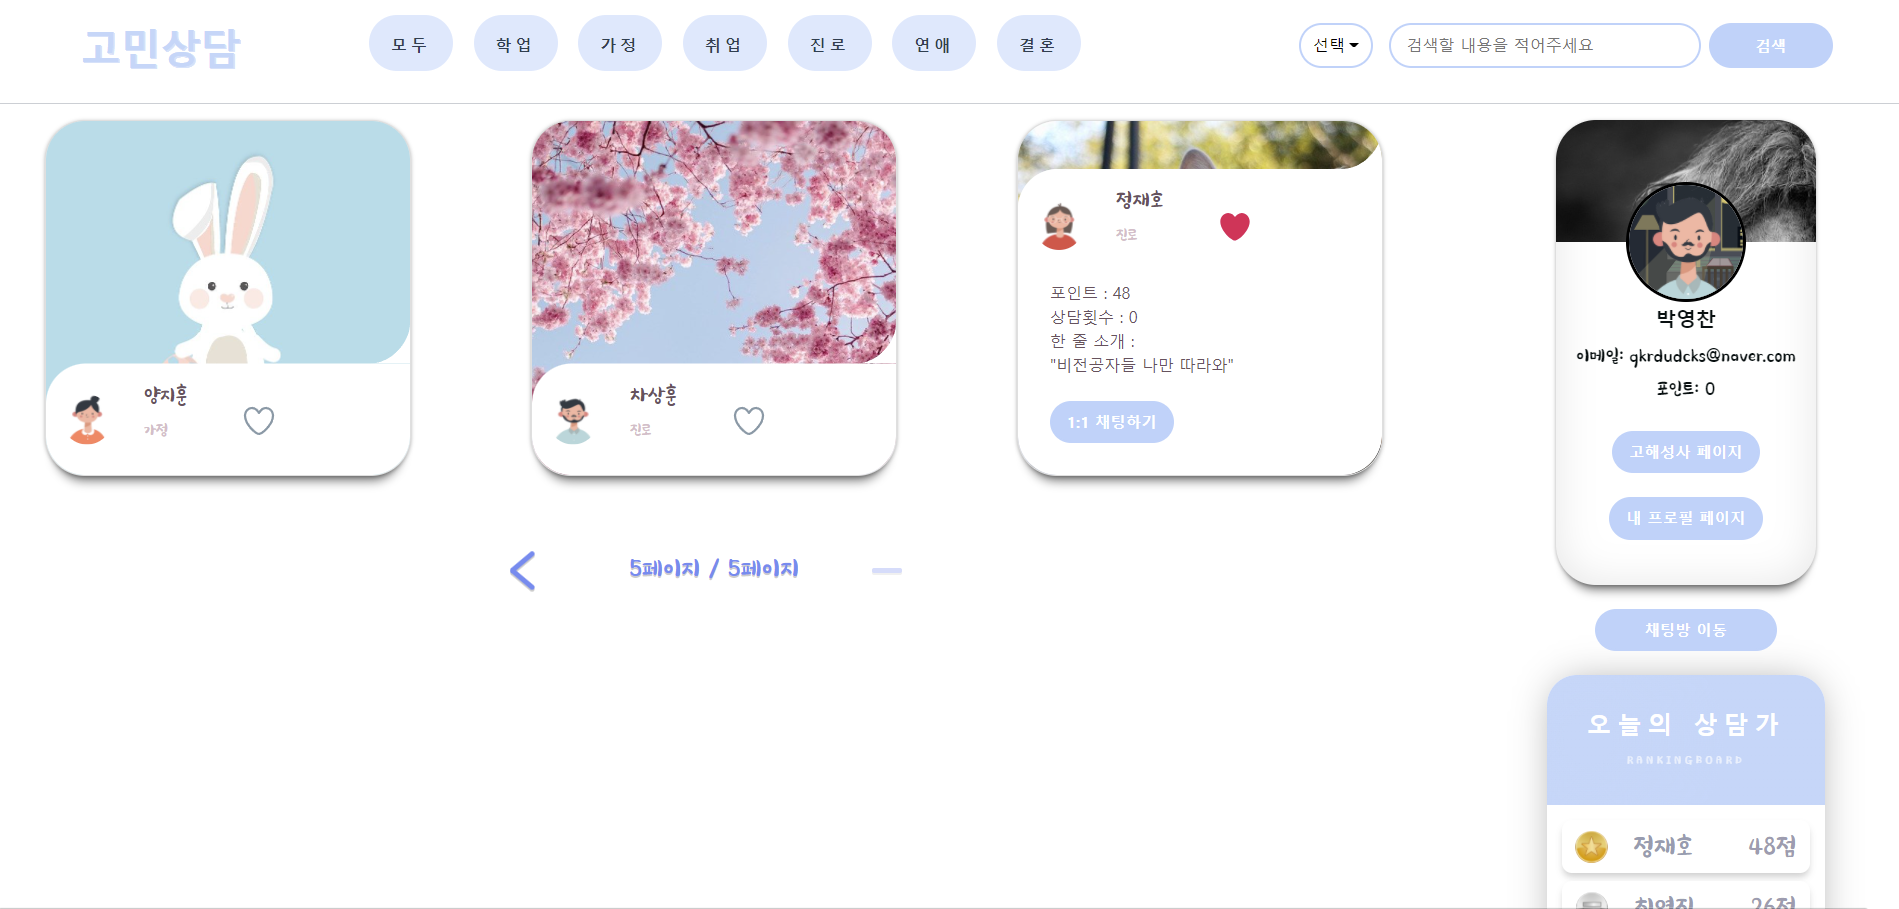 고민상담
모두 학업 가정 취업 진로 연애 결혼
선택 검색할 내용을 적어주세요 검색
양지훈
가정
차상훈
진로
정재호
진로
포인트 : 48
상담횟수 : 0
한 줄 소개 :
"비전공자들 나만 따라와"
1:1 채팅하기
5페이지 / 5페이지
박영찬
이메일: qkrdudcks@naver.com
포인트: 0
고해성사 페이지
내 프로필 페이지
채팅방 이동
오늘의 상담가
RANKINGBOARD
정재호 48점
26점